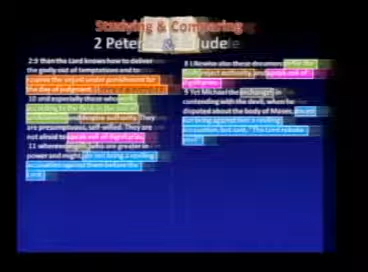 Studying & Comparing
2 Peter & Jude
2:9 then the Lord knows how to deliver
the godly out of temptations and to
reserve the unjust under punishment for
the day of judgment,
10 and especially those who
according to the flesh in the
and despise authority. They
are presumptuous, self-willed. They are
not afraid to speak evil of dignitaries,
11 whereas angels, who are greater in
power and might, do not bring a reviling
accusation against them before the
Lord.
8 Likewise also these dreamers defile the
flesh, reject authority, and speak evil of
dignitaries.
9 Yet Michael the archangel, in
contending with the devil, when he
disputed about the body of Moses, dared
not bring against him a reviling
accusation, but said, "The Lord rebuke
you!"